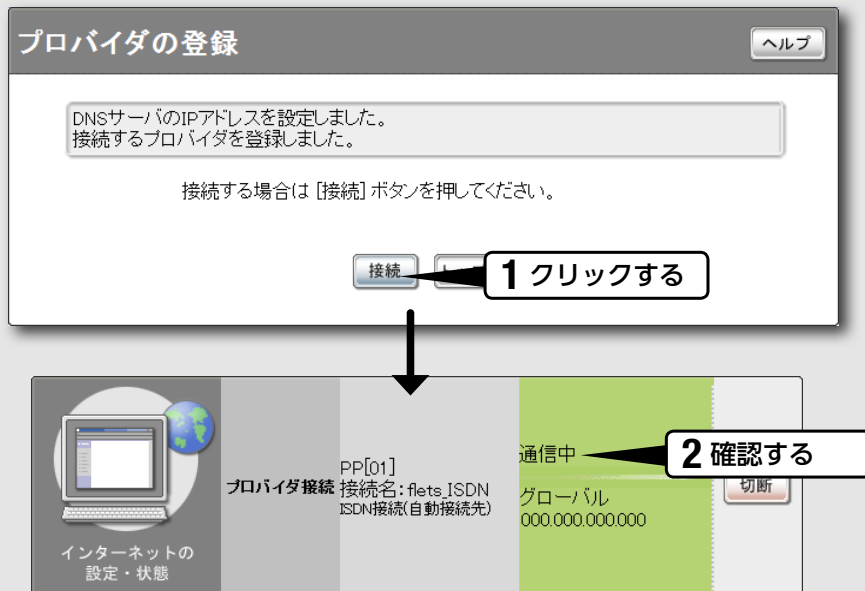 プロバイダの登録
ヘルプ
DNSサーバのIPアドレスを設定しました。
接続するプロバイダを登録しました。
接続する場合は [接続] ボタンを押してください。
接続
1 クリックする
インターネットの
設定・状態
プロバイダ接続
PP[01]
接続名:flets_ISDN
ISDN接続(自動接続先)
通信中
2 確認する
グローバル
000.000.000.000
切断